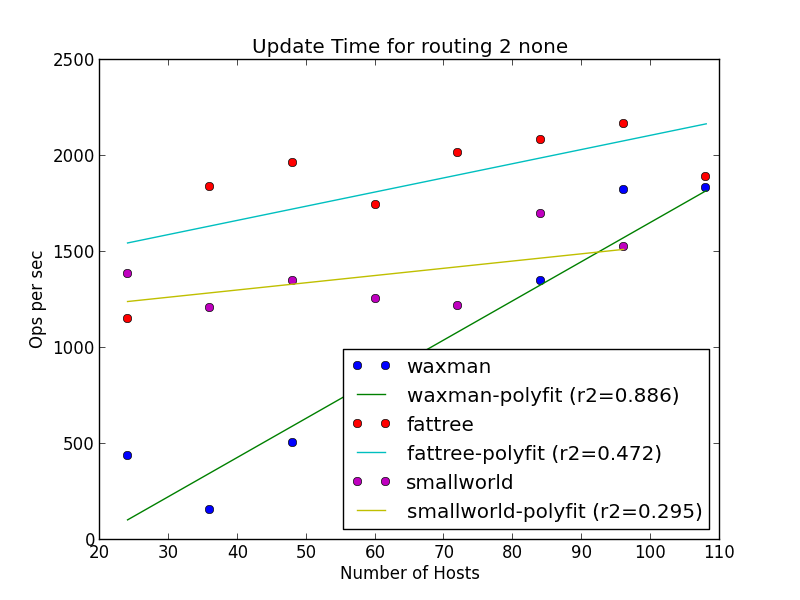 Update Time for routing 2 none
Ops per sec
2500
2000
1500
1000
500
0
waxman
waxman-polyfit (r2=0.886)
fattree
fattree-polyfit (r2=0.472)
smallworld
smallworld-polyfit (r2=0.295)
20 30 40 50 60 70 80 90 100 110
Number of Hosts